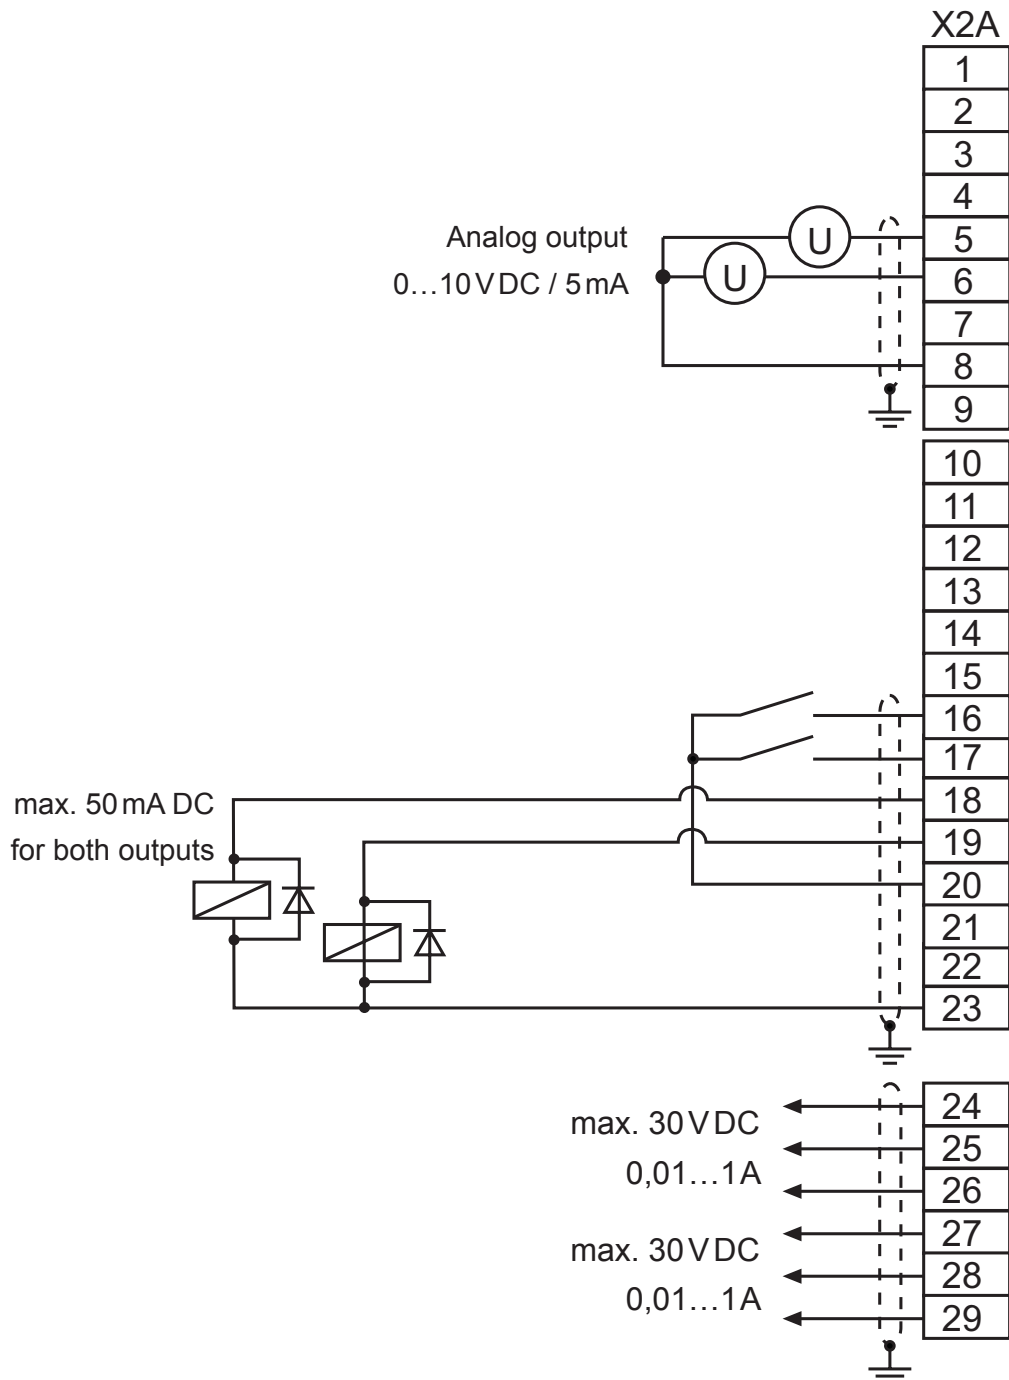 X2A
1
2
3
4
Analog output
U
5
0…10 V DC / 5 mA
U
6
7
8
9
10
11
12
13
14
15
16
17
max. 50 mA DC
18
for both outputs
19
20
21
22
23
24
max. 30 V DC
25
0,01…1 A
26
27
max. 30 V DC
28
0,01…1 A
29